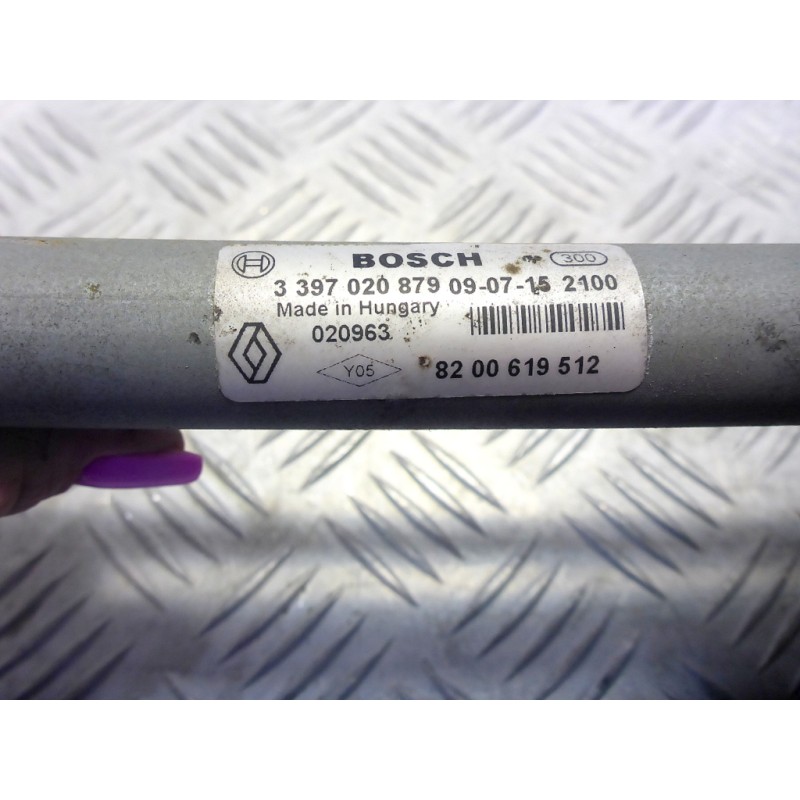 BOSCH 300
3 397 020 879 09-07-15 2100
Made in Hungary
020963
Y05 82 00 619 512